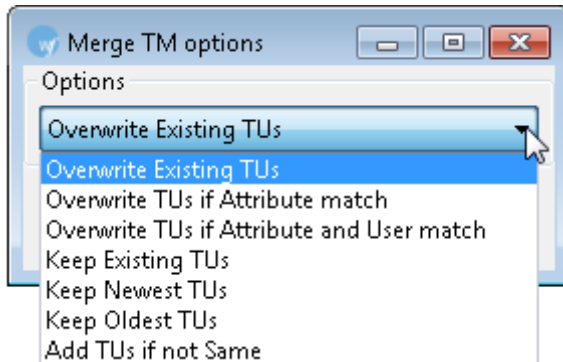 Merge TM options
Options
Overwrite Existing TUs
Overwrite Existing TUs
Overwrite TUs if Attribute match
Overwrite TUs if Attribute and User match
Keep Existing TUs
Keep Newest TUs
Keep Oldest TUs
Add TUs if not Same